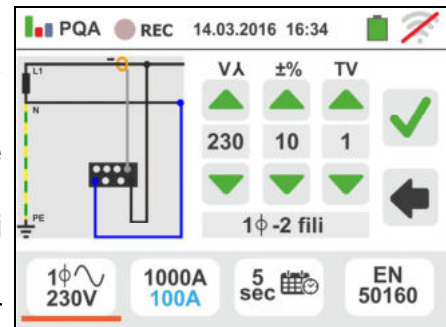 PQA REC 14.03.2016 16:34
L1
N
PE
V⅄ ±% TV
230 10 1
1ϕ-2 fili
1ϕ∿
230V
1000A
100A
5
sec
EN
50160